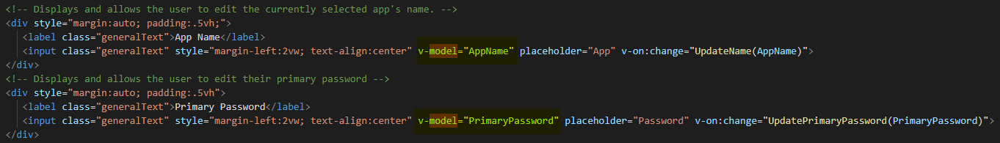 <!-- Displays and allows the user to edit the currently selected app's name. -->
<div style="margin:auto; padding:.5vh;">
<label class="generalText">App Name</label>
<input class="generalText" style="margin-left:2vw; text-align:center" v-model="AppName" placeholder="App" v-on:change="UpdateName(AppName)">
</div>
<!-- Displays and allows the user to edit their primary password -->
<div style="margin:auto; padding:.5vh">
<label class="generalText">Primary Password</label>
<input class="generalText" style="margin-left:2vw; text-align:center" v-model="PrimaryPassword" placeholder="Password" v-on:change="UpdatePrimaryPassword(PrimaryPassword)">
</div>